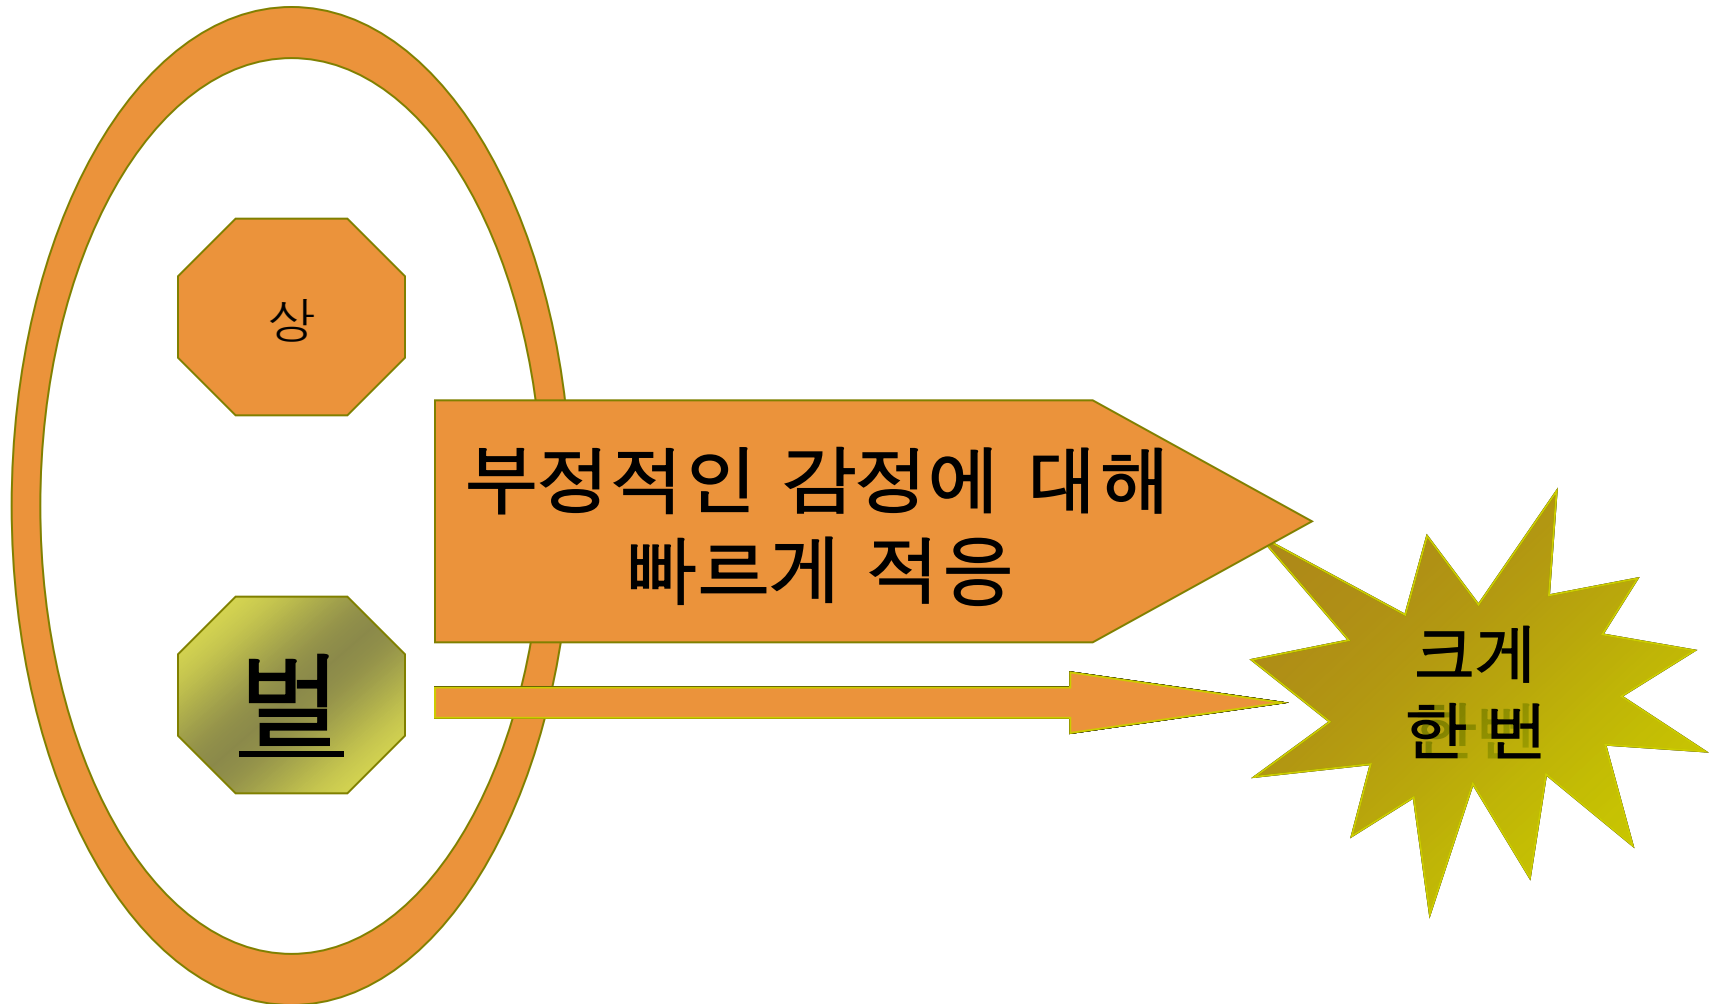 상
부정적인 감정에 대해
빠르게 적응
벌
크게
한 번